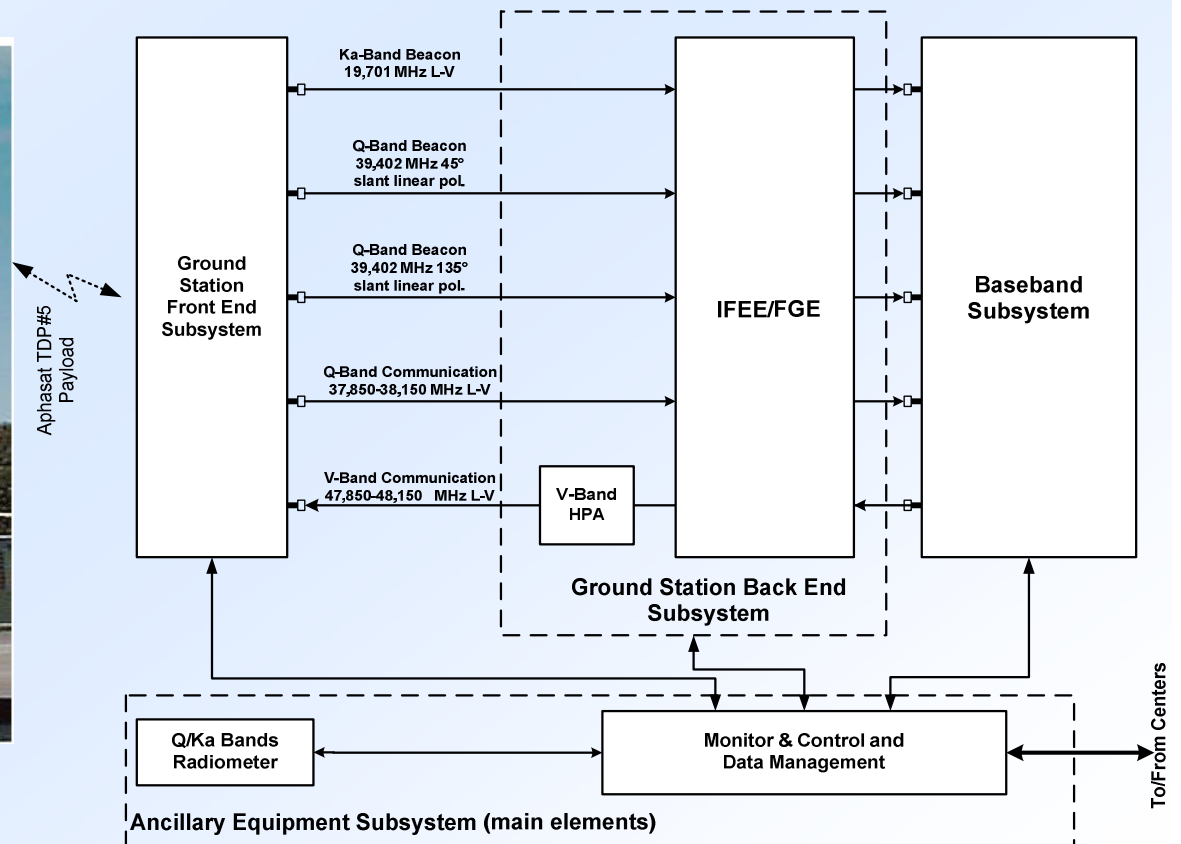 Ka-Band Beacon
19,701 MHz L-V
Q-Band Beacon
39,402 MHz 45º
slant linear pol.
Q-Band Beacon
39,402 MHz 135º
slant linear pol.
Q-Band Communication
37,850-38,150 MHz L-V
V-Band Communication
47,850-48,150 MHz L-V
Aphasat TDP#5
Payload
Ground
Station
Front End
Subsystem
V-Band
HPA
IFEE/FGE
Baseband
Subsystem
Ground Station Back End
Subsystem
Q/Ka Bands
Radiometer
Monitor & Control and
Data Management
To/From Centers
Ancillary Equipment Subsystem (main elements)